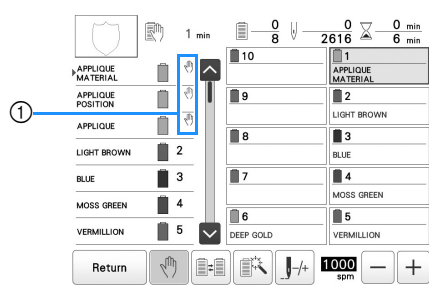 1 min
0
8
0
2616
0 min
6 min
APPLIQUE
MATERIAL
APPLIQUE
POSITION
APPLIQUE
LIGHT BROWN 2
BLUE 3
MOSS GREEN 4
VERMILLION 5
①
10
1
APPLIQUE
MATERIAL
9
2
LIGHT BROWN
8
3
BLUE
7
4
MOSS GREEN
6
DEEP GOLD
5
VERMILLION
Return
-/+
1000
spm
− +